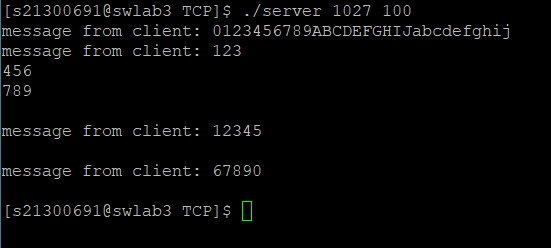 [s21300691@swlab3 TCP]$ ./server 1027 100
message from client: 0123456789ABCDEFGHIJabcdefghij
message from client: 123
456
789
message from client: 12345
message from client: 67890
[s21300691@swlab3 TCP]$